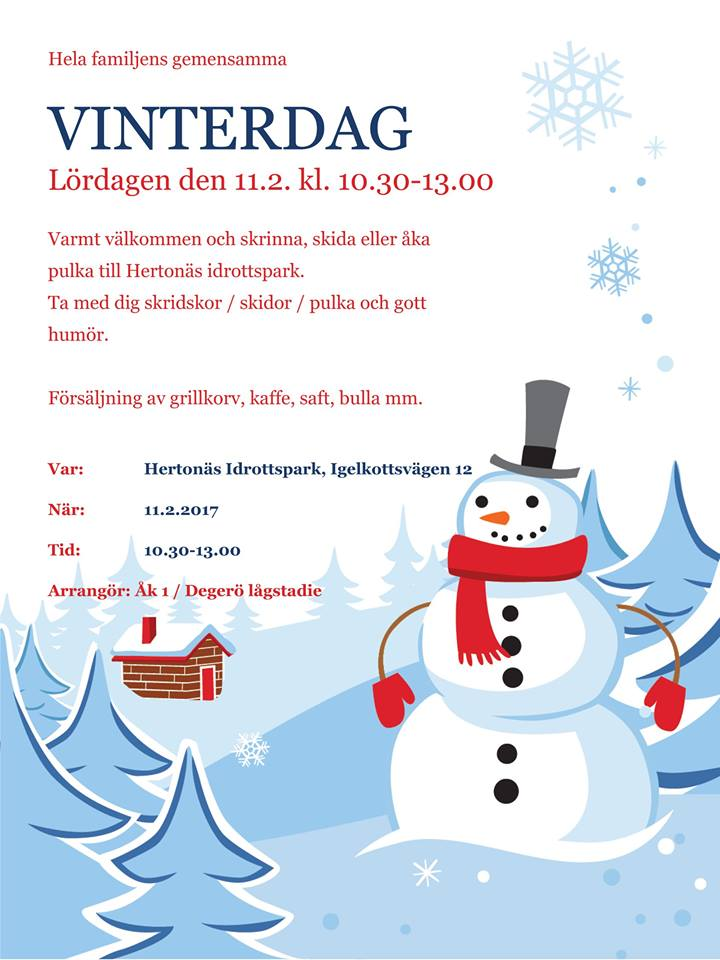 Hela familjens gemensamma
VINTERDAG
Lördagen den 11.2. kl. 10.30-13.00
Varmt välkommen och skrinna, skida eller åka
pulka till Hertonäs idrottspark.
Ta med dig skridskor / skidor / pulka och gott
humör.
Försäljning av grillkorv, kaffe, saft, bulla mm.
Var: Hertonäs Idrottspark, Igelkottsvägen 12
När: 11.2.2017
Tid: 10.30-13.00
Arrangör: Åk 1 / Degerö lågstadie